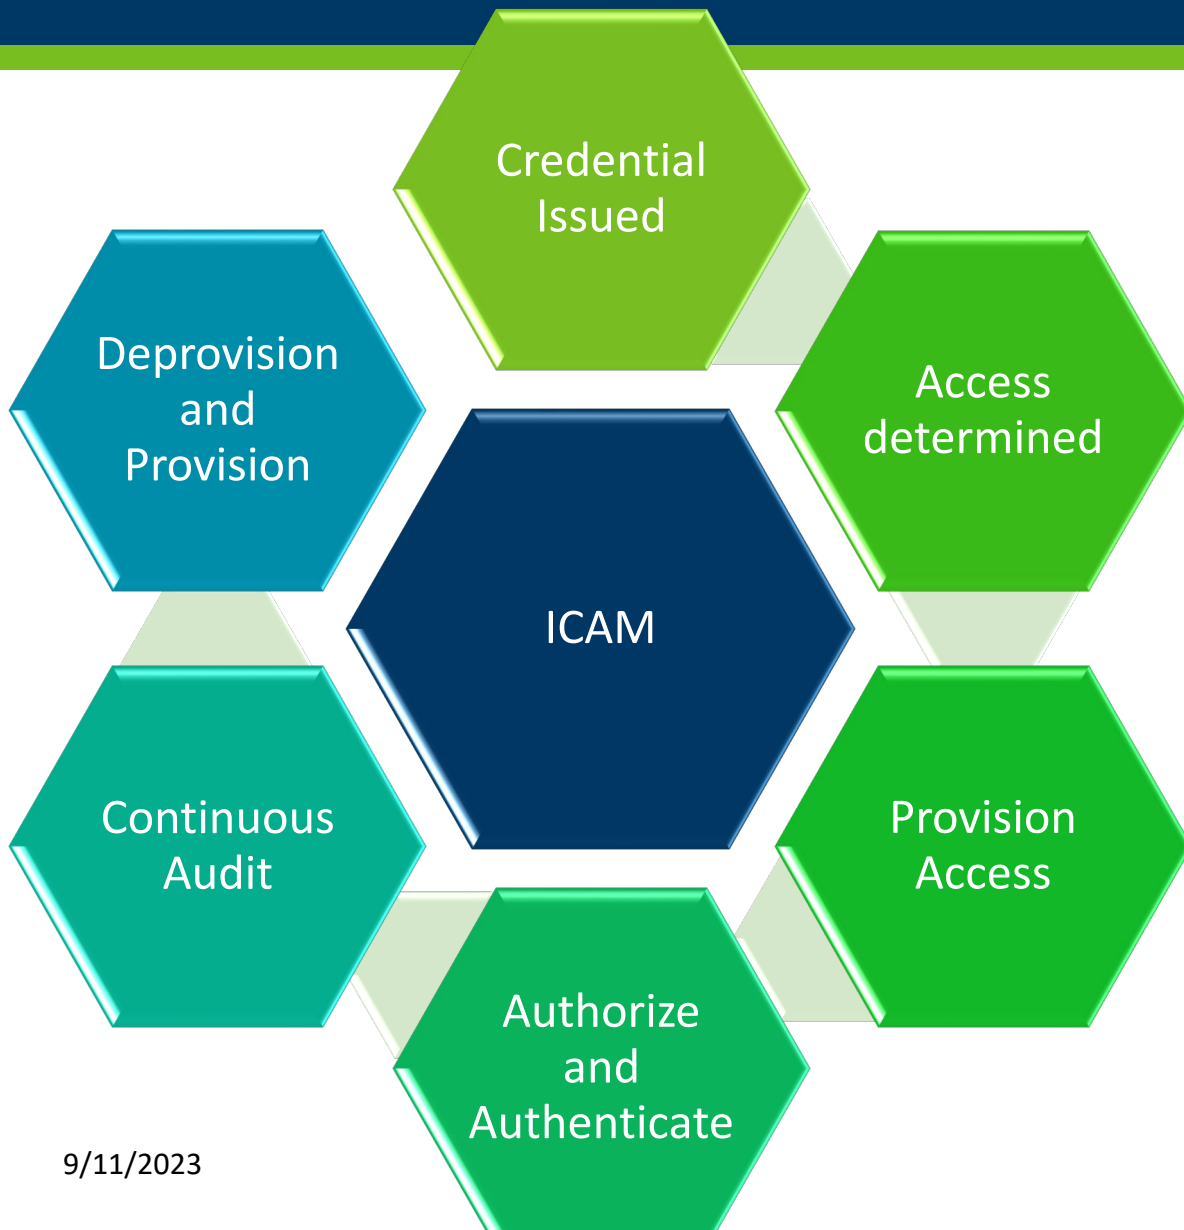 Credential
Issued
Access
determined
Provision
Access
Authorize
and
Authenticate
Continuous
Audit
Deprovision
and
Provision
ICAM
9/11/2023